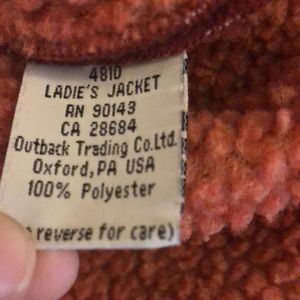 4810
LADIE'S JACKET
RN 90143
CA 28684
Outback Trading Co.Ltd.
Oxford,PA USA
100% Polyester
reverse for care)